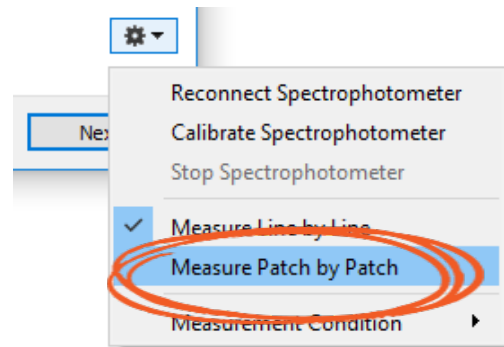 Nex
Reconnect Spectrophotometer
Calibrate Spectrophotometer
Stop Spectrophotometer
Measure Line by Line
Measure Patch by Patch
Measurement Condition